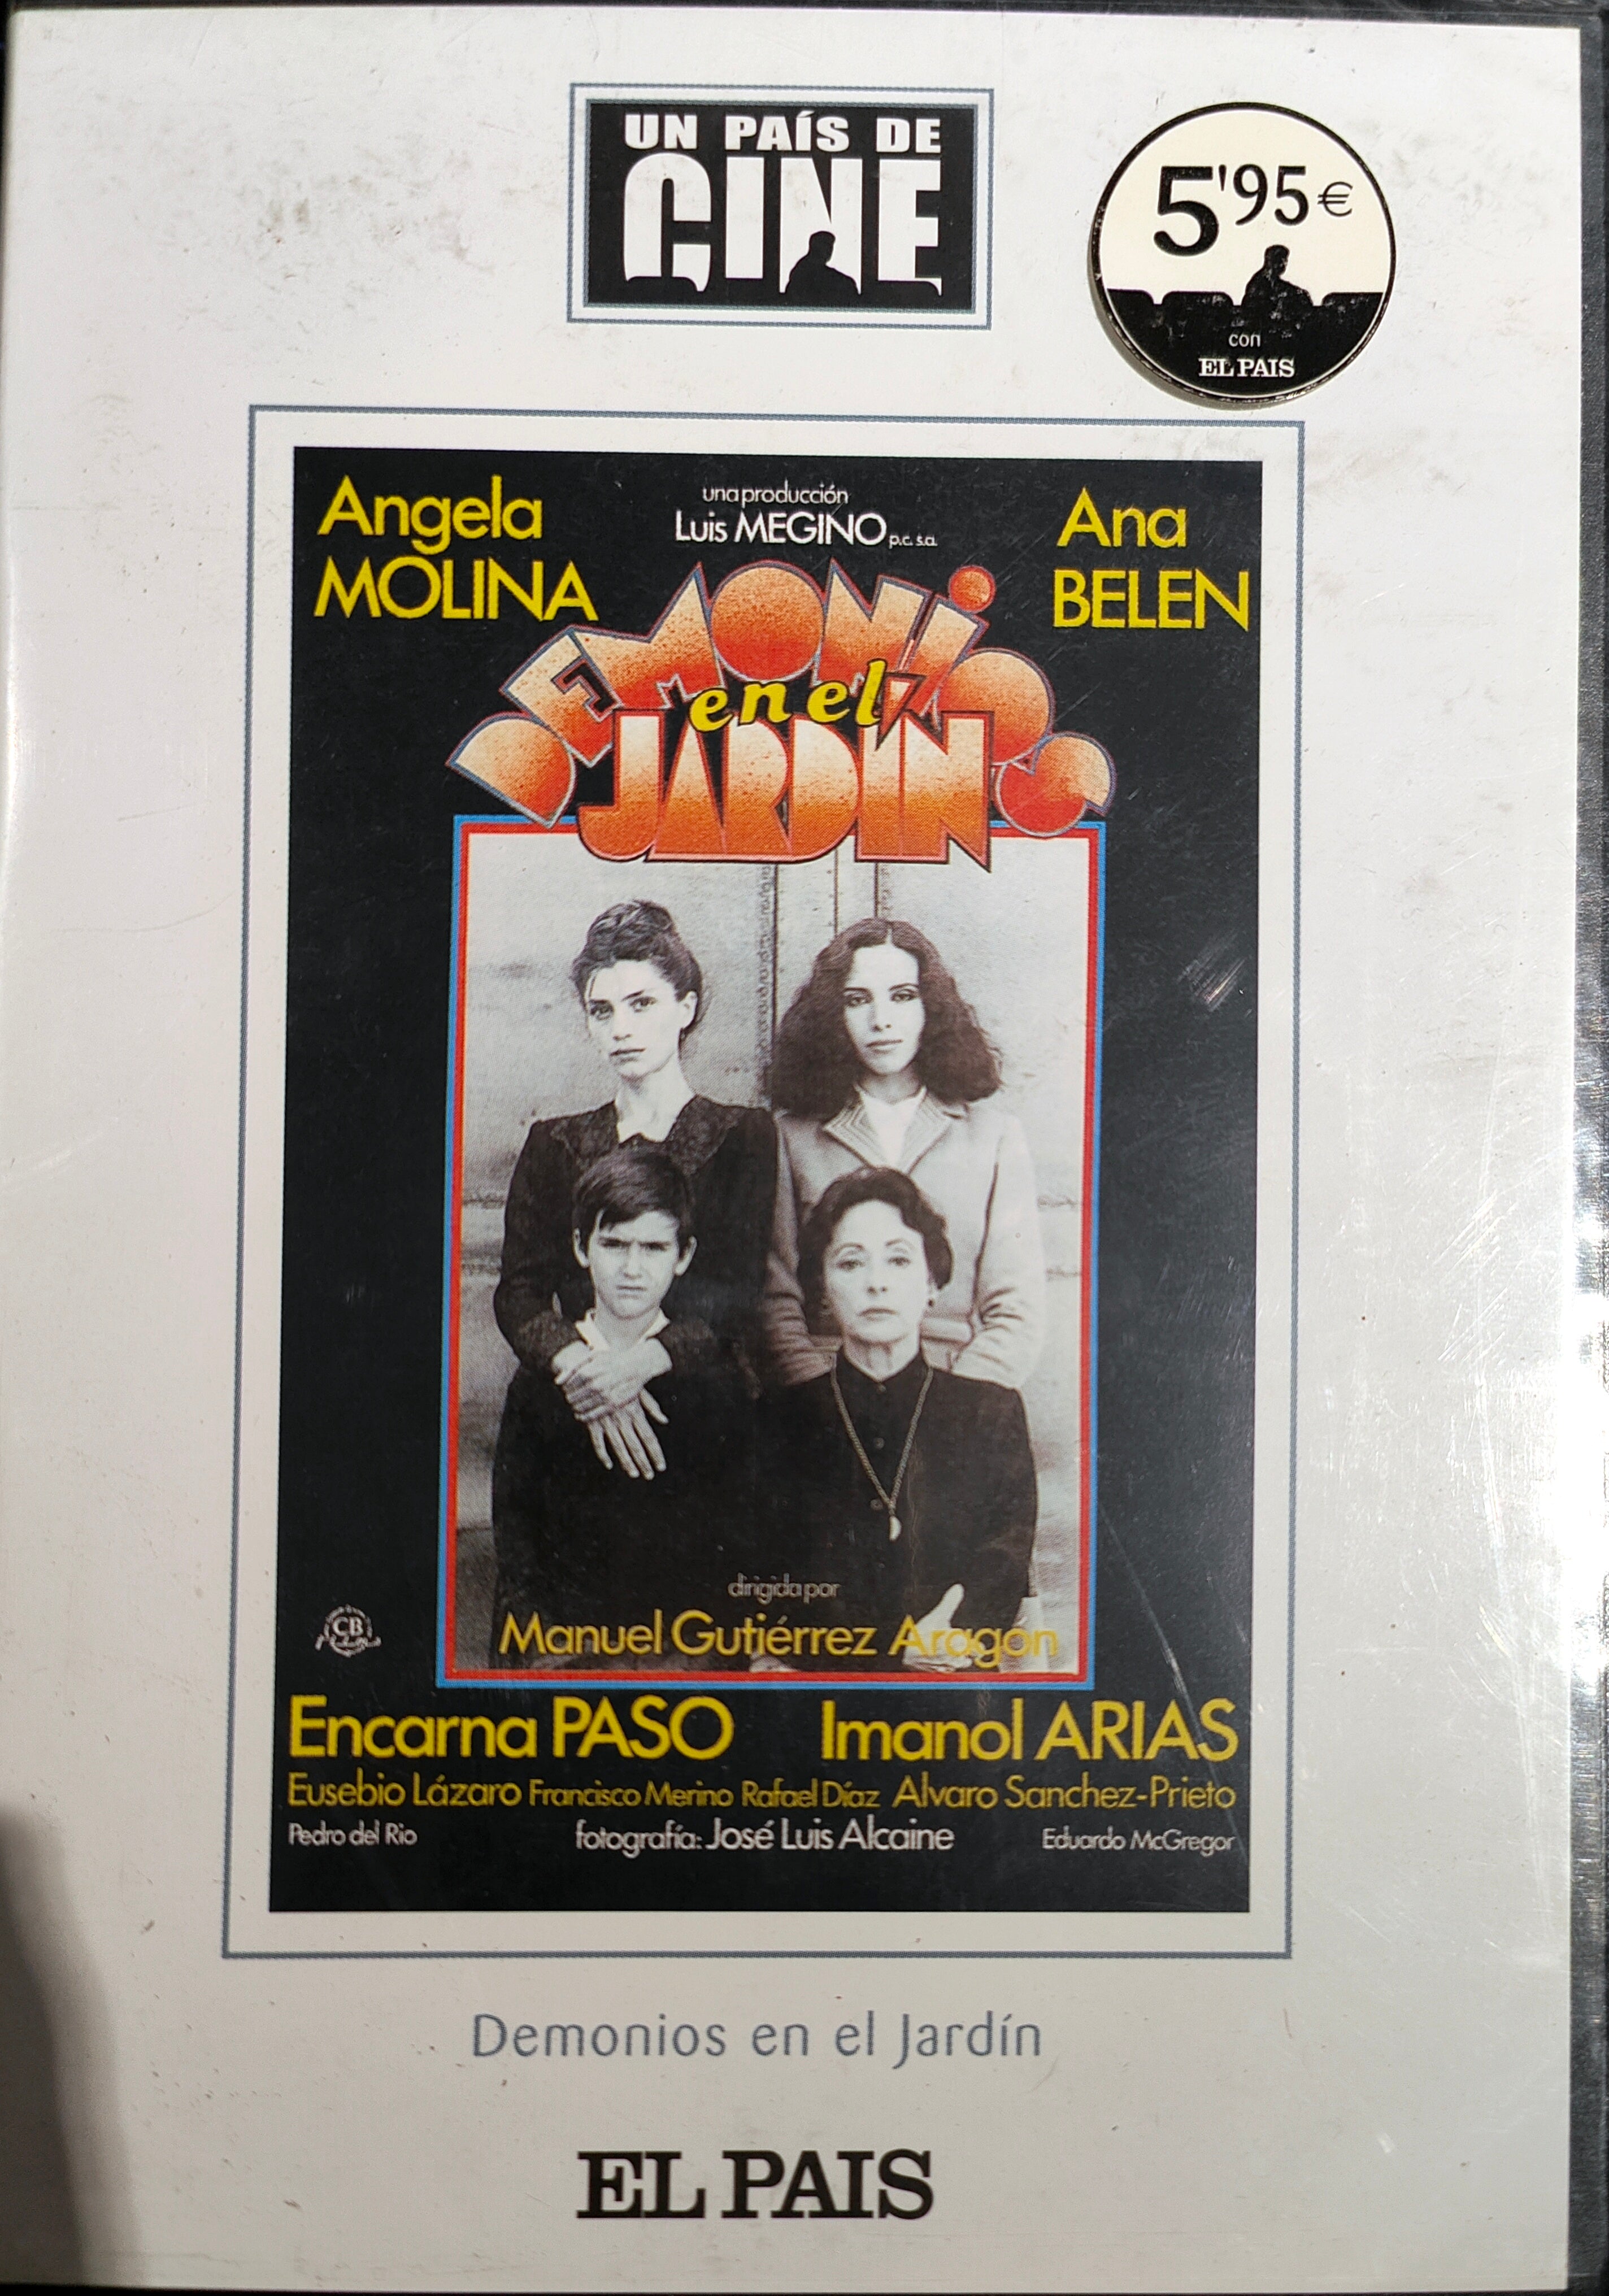 UN PAÍS DE
CINE
5'95€
con
EL PAIS
Angela
MOLINA
una producción
Luis MEGINO p.c. s.a.
Ana
BELEN
DEMONiOS
en el
JARDÍN
dirigida por
Manuel Gutiérrez Aragon
CB
Encarna PASO Imanol ARIAS
Eusebio Lázaro Francisco Merino Rafael Díaz Alvaro Sanchez-Prieto
Pedro del Rio fotografía: José Luis Alcaine Eduardo McGregor
Demonios en el Jardín
EL PAIS